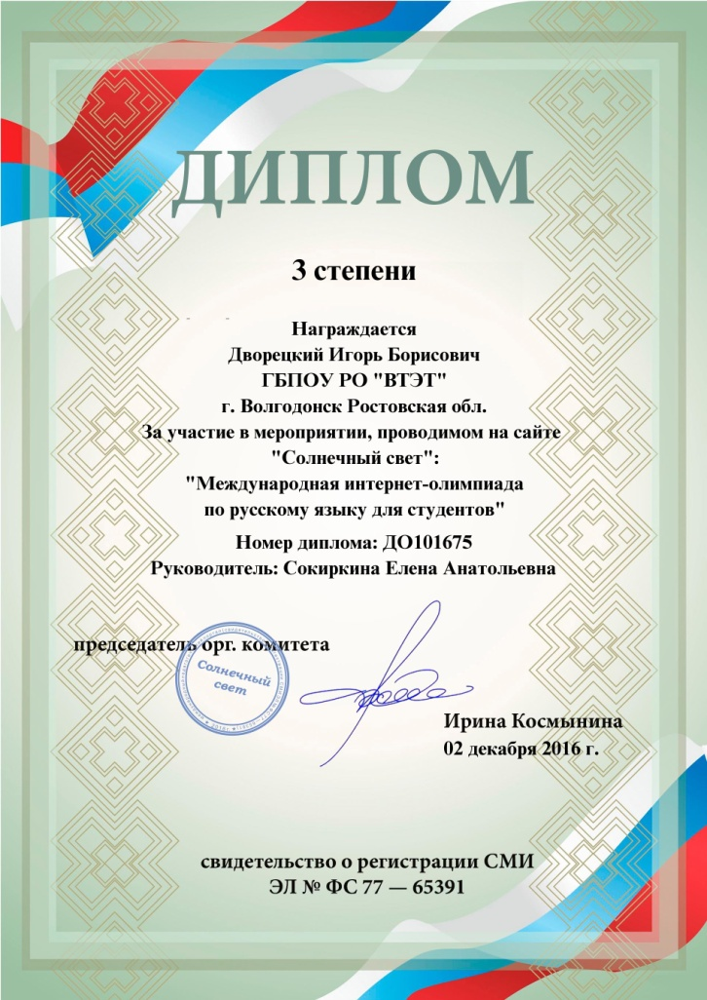 ДИПЛОМ
3 степени
Награждается
Дворецкий Игорь Борисович
ГБПОУ РО "ВТЭТ"
г. Волгодонск Ростовская обл.
За участие в мероприятии, проводимом на сайте
"Солнечный свет":
"Международная интернет-олимпиада
по русскому языку для студентов"
Номер диплома: ДО101675
Руководитель: Сокиркина Елена Анатольевна
председатель орг. комитета
Солнечный
свет
Ирина Космынина
02 декабря 2016 г.
свидетельство о регистрации СМИ
ЭЛ № ФС 77 — 65391